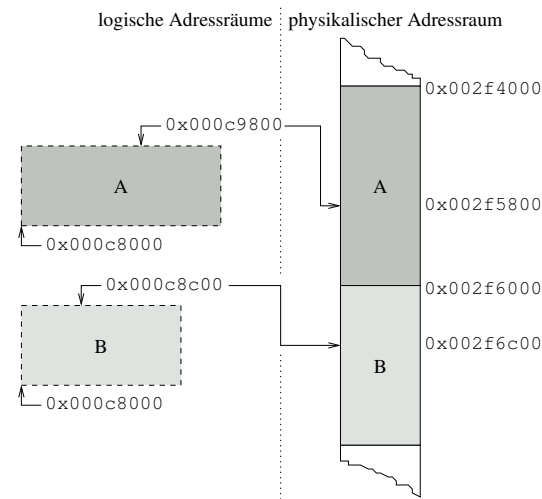 logische Adressräume
physikalischer Adressraum
0x002f4000
0x000c9800
A
A
0x002f5800
0x000c8000
0x000c8c00
0x002f6000
B
0x002f6c00
B
0x000c8000